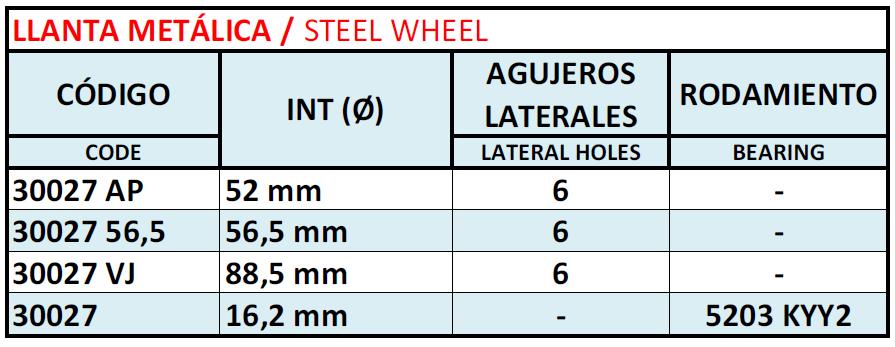 LLANTA METÁLICA / STEEL WHEEL
CÓDIGO INT (Ø) AGUJEROS LATERALES RODAMIENTO
CODE LATERAL HOLES BEARING
30027 AP 52 mm 6 -
30027 56,5 56,5 mm 6 -
30027 VJ 88,5 mm 6 -
30027 16,2 mm - 5203 KYY2